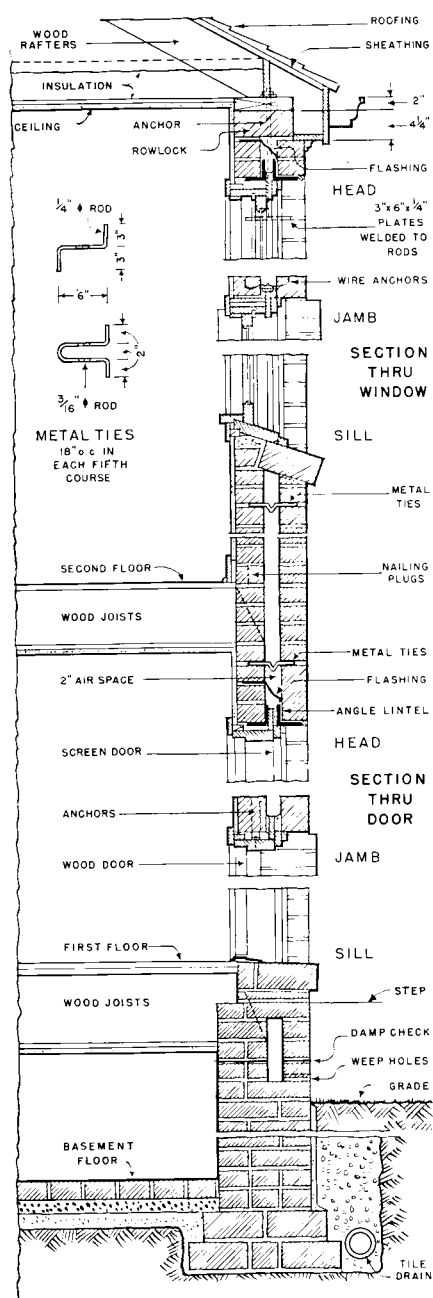 ROOFING
WOOD
RAFTERS
SHEATHING
INSULATION
2"
CEILING
ANCHOR
4¼"
ROWLOCK
FLASHING
HEAD
¼" ⌽ ROD
3" x 6" x ¼"
PLATES
WELDED TO
RODS
3"
3"
6"
WIRE ANCHORS
JAMB
2"
SECTION
THRU
WINDOW
3/16" ⌽ ROD
METAL TIES
18" o.c. IN
EACH FIFTH
COURSE
SILL
METAL
TIES
SECOND FLOOR
NAILING
PLUGS
WOOD JOISTS
METAL TIES
2" AIR SPACE
FLASHING
ANGLE LINTEL
HEAD
SCREEN DOOR
SECTION
THRU
DOOR
ANCHORS
JAMB
WOOD DOOR
FIRST FLOOR
SILL
STEP
WOOD JOISTS
DAMP CHECK
WEEP HOLES
GRADE
BASEMENT
FLOOR
TILE
DRAIN